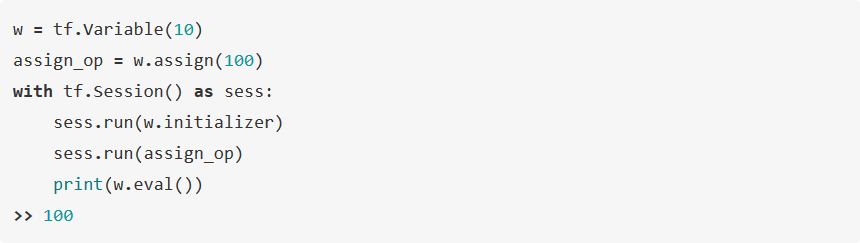 w = tf.Variable(10)
assign_op = w.assign(100)
with tf.Session() as sess:
    sess.run(w.initializer)
    sess.run(assign_op)
    print(w.eval())
>> 100